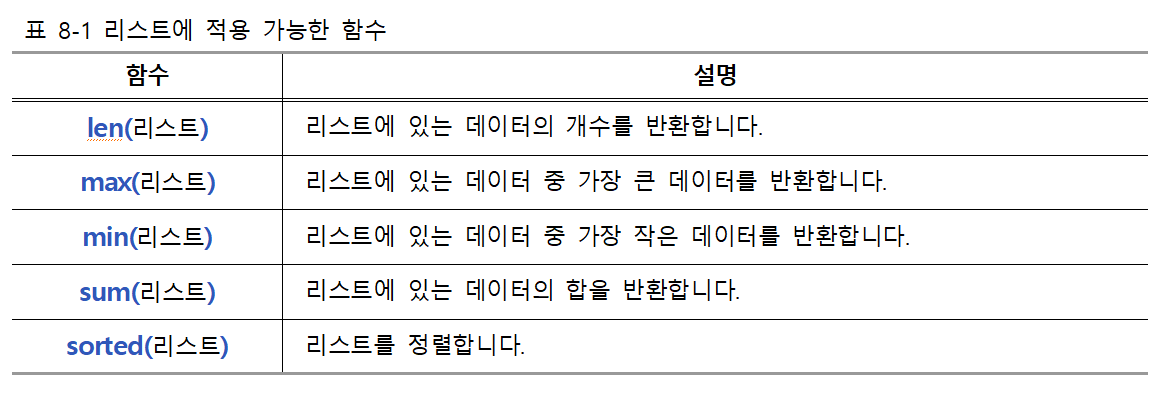 표 8-1 리스트에 적용 가능한 함수
함수 설명
len(리스트) 리스트에 있는 데이터의 개수를 반환합니다.
max(리스트) 리스트에 있는 데이터 중 가장 큰 데이터를 반환합니다.
min(리스트) 리스트에 있는 데이터 중 가장 작은 데이터를 반환합니다.
sum(리스트) 리스트에 있는 데이터의 합을 반환합니다.
sorted(리스트) 리스트를 정렬합니다.